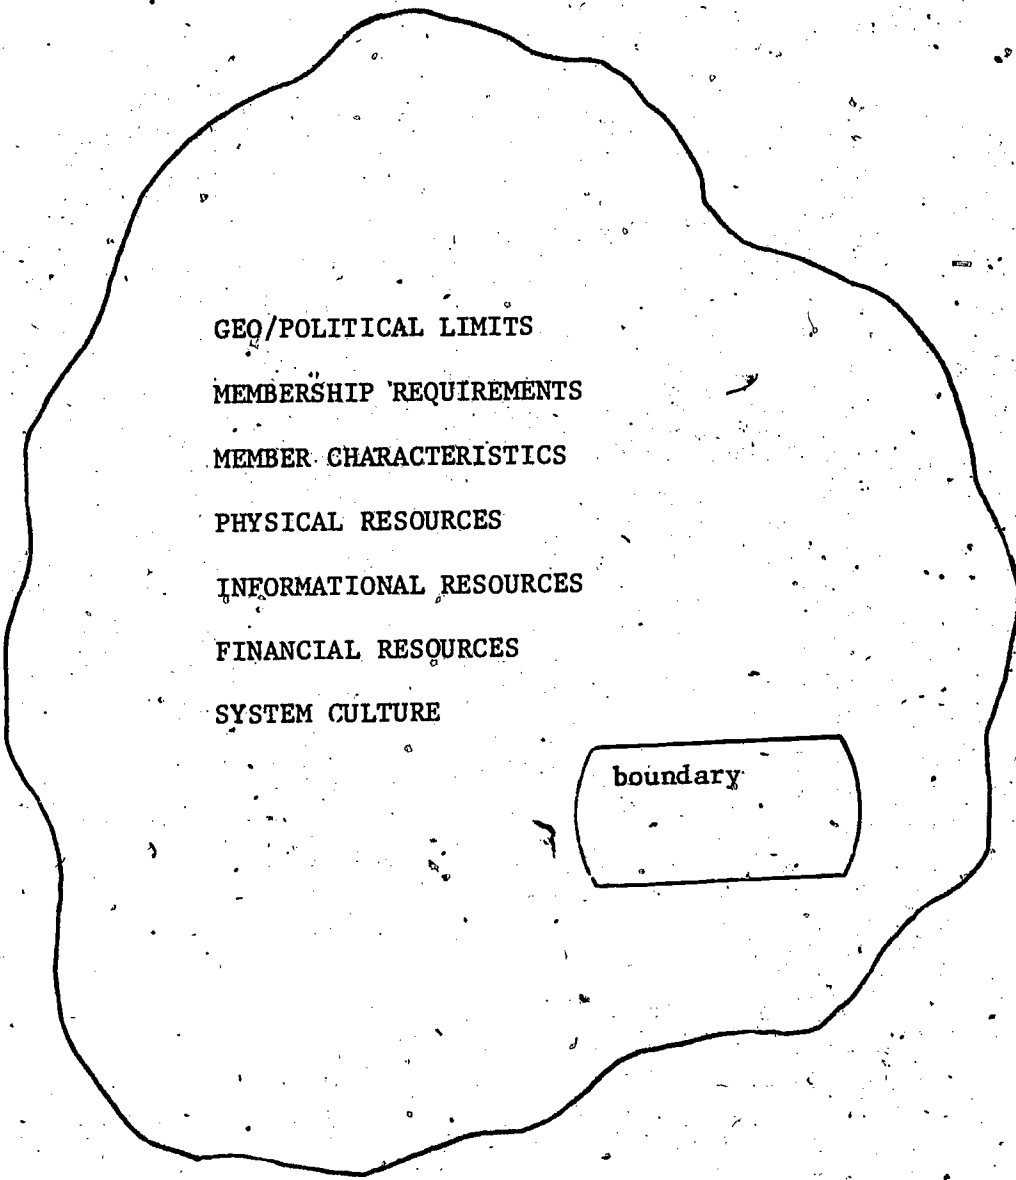 GEO/POLITICAL LIMITS
MEMBERSHIP REQUIREMENTS
MEMBER CHARACTERISTICS
PHYSICAL RESOURCES
INFORMATIONAL RESOURCES
FINANCIAL RESOURCES
SYSTEM CULTURE
boundary